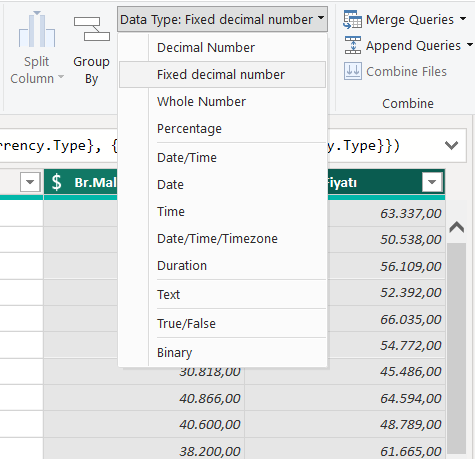 Data Type: Fixed decimal number
Split
Column
Group
By
Merge Queries
Append Queries
Combine Files
Combine
Decimal Number
Fixed decimal number
Whole Number
Percentage
Date/Time
Date
Time
Date/Time/Timezone
Duration
Text
True/False
Binary
rrency.Type}, {
y.Type}})
$ Br.Mal
iyatı
63.337,00
50.538,00
56.109,00
52.392,00
66.035,00
54.772,00
30.818,00 45.486,00
40.866,00 64.594,00
40.600,00 48.789,00
38.200,00 61.665,00